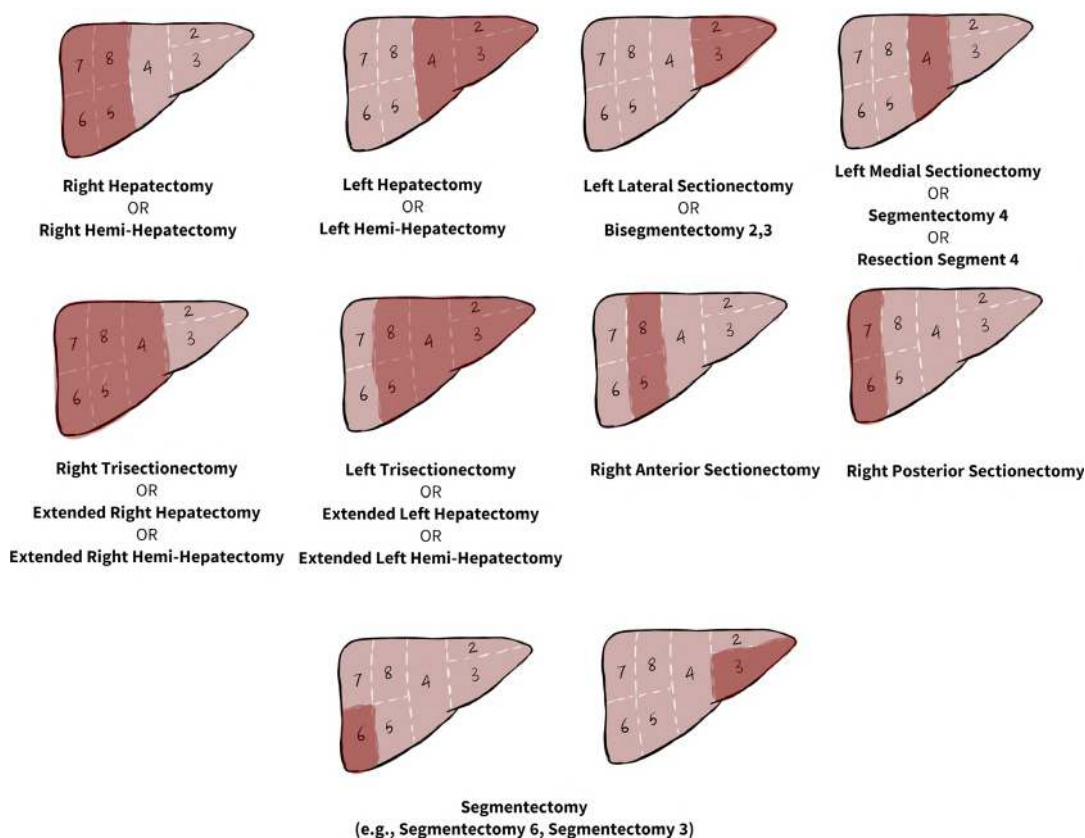 2
7 8 4 3
6 5
Right Hepatectomy
OR
Right Hemi-Hepatectomy
2
7 8 4 3
6 5
Left Hepatectomy
OR
Left Hemi-Hepatectomy
2
7 8 4 3
6 5
Left Lateral Sectionectomy
OR
Bisegmentectomy 2,3
2
7 8 4 3
6 5
Left Medial Sectionectomy
OR
Segmentectomy 4
OR
Resection Segment 4
2
7 8 4 3
6 5
Right Trisectionectomy
OR
Extended Right Hepatectomy
OR
Extended Right Hemi-Hepatectomy
2
7 8 4 3
6 5
Left Trisectionectomy
OR
Extended Left Hepatectomy
OR
Extended Left Hemi-Hepatectomy
2
7 8 4 3
6 5
Right Anterior Sectionectomy
2
7 8 4 3
6 5
Right Posterior Sectionectomy
2
7 8 4 3
6 5
2
7 8 4 3
6 5
Segmentectomy
(e.g., Segmentectomy 6, Segmentectomy 3)